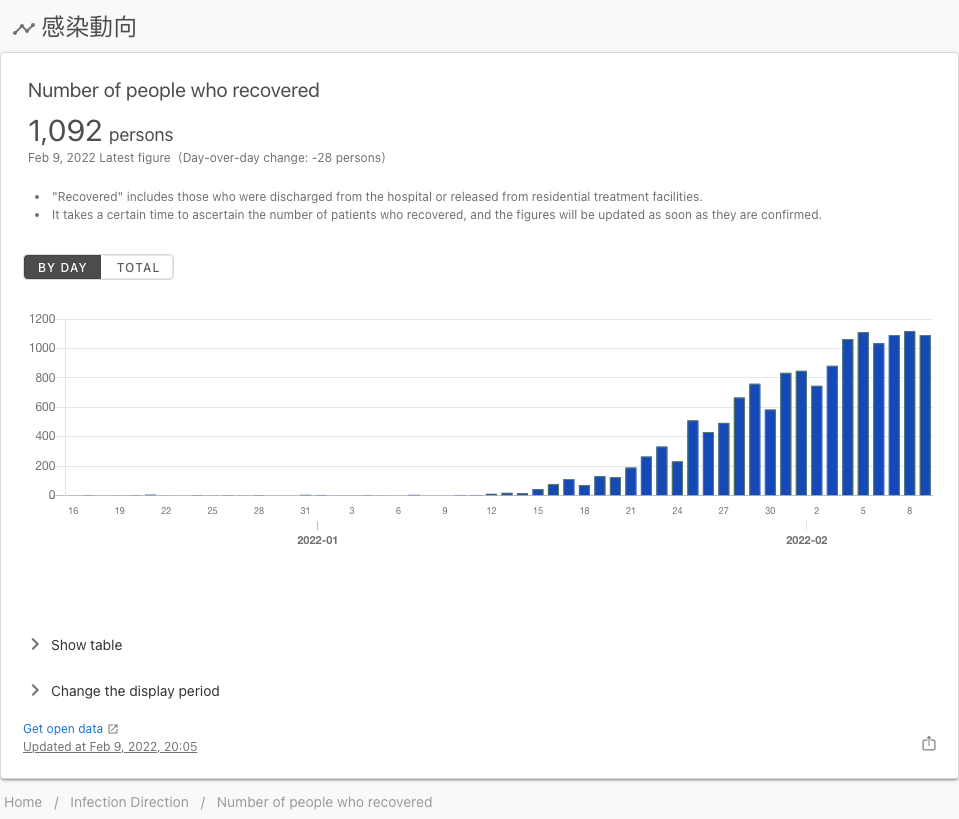 感染動向
Number of people who recovered
1,092 persons
Feb 9, 2022 Latest figure (Day-over-day change: -28 persons)
• "Recovered" includes those who were discharged from the hospital or released from residential treatment facilities.
• It takes a certain time to ascertain the number of patients who recovered, and the figures will be updated as soon as they are confirmed.
BY DAY TOTAL
1200
1000
800
600
400
200
0
16 19 22 25 28 31 3 6 9 12 15 18 21 24 27 30 2 5 8
2022-01 2022-02
Show table
Change the display period
Get open data
Updated at Feb 9, 2022, 20:05
Home / Infection Direction / Number of people who recovered